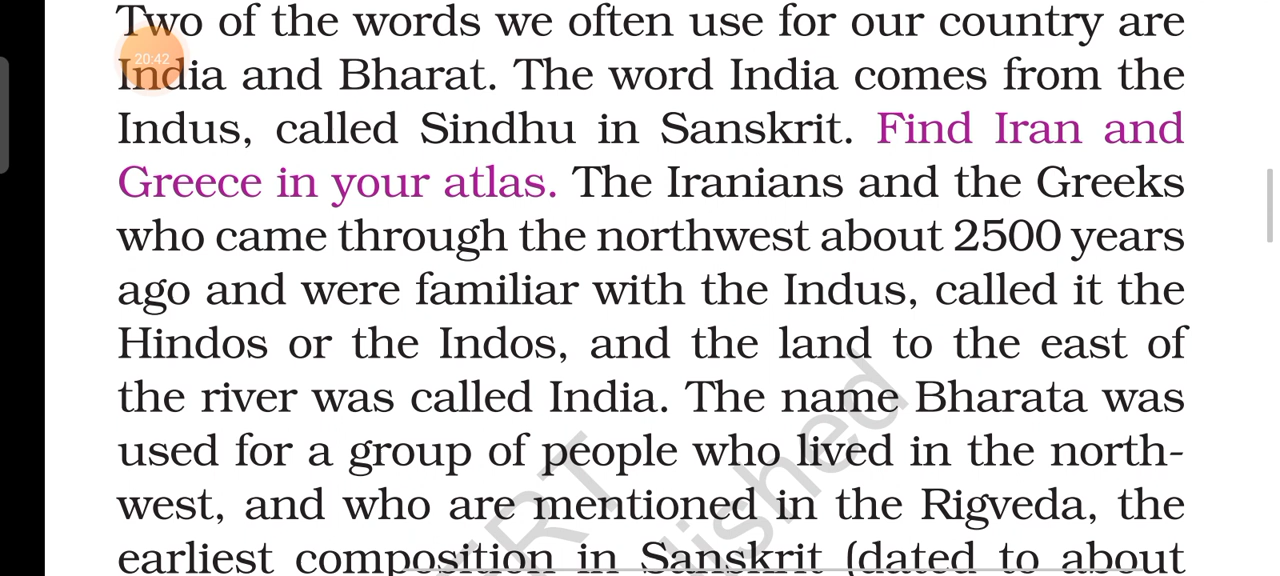 Two of the words we often use for our country are
India and Bharat. The word India comes from the
Indus, called Sindhu in Sanskrit. Find Iran and
Greece in your atlas. The Iranians and the Greeks
who came through the northwest about 2500 years
ago and were familiar with the Indus, called it the
Hindos or the Indos, and the land to the east of
the river was called India. The name Bharata was
used for a group of people who lived in the north-
west, and who are mentioned in the Rigveda, the
earliest composition in Sanskrit (dated to about
20:42